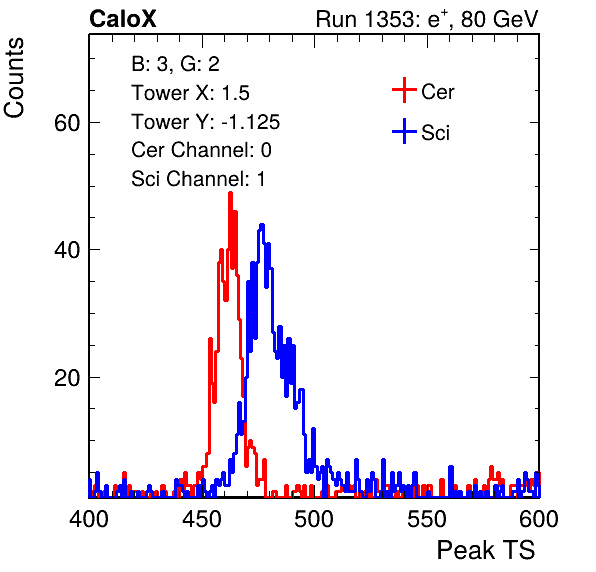 CaloX Run 1353: e⁺, 80 GeV
Counts
B: 3, G: 2
Tower X: 1.5
Tower Y: -1.125
Cer Channel: 0
Sci Channel: 1
Cer
Sci
60
40
20
400 450 500 550 600
Peak TS